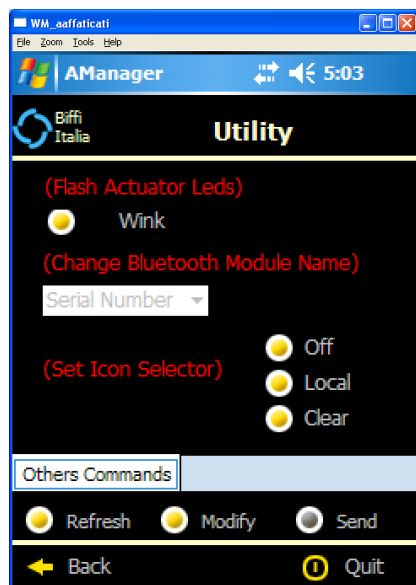 WM_aaffaticati
File Zoom Tools Help
AManager 5:03
Biffi
Italia
Utility
(Flash Actuator Leds)
Wink
(Change Bluetooth Module Name)
Serial Number
Off
(Set Icon Selector)
Local
Clear
Others Commands
Refresh Modify Send
Back Quit